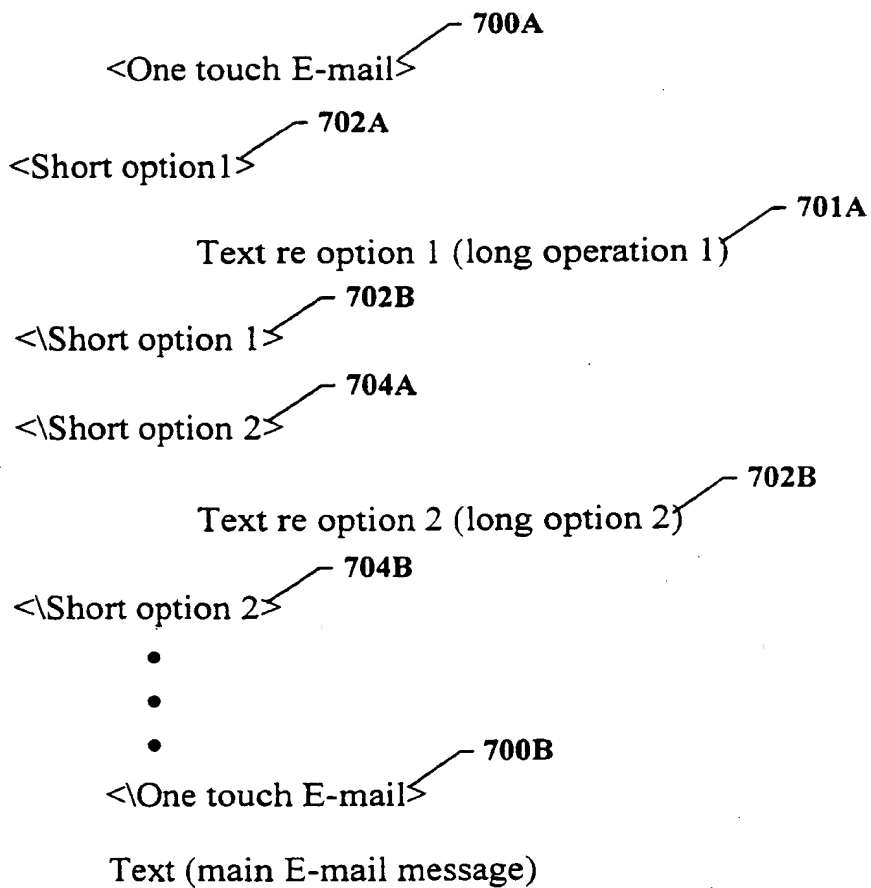 700A
<One touch E-mail>
702A
<Short option1>
701A
Text re option 1 (long operation 1)
702B
<\Short option 1>
704A
<\Short option 2>
702B
Text re option 2 (long option 2)
704B
<\Short option 2>
700B
<\One touch E-mail>
Text (main E-mail message)